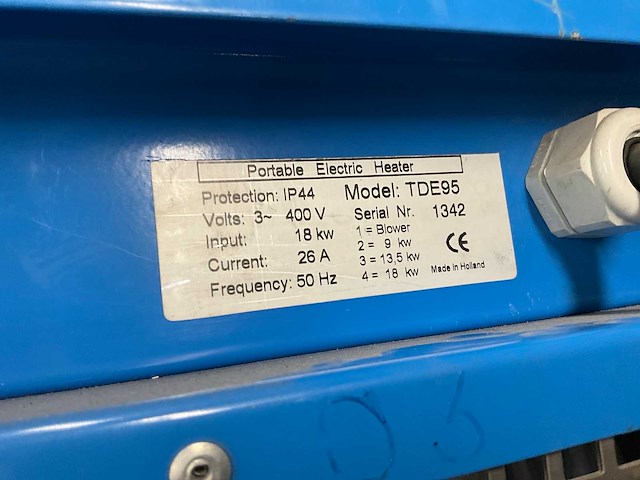 Portable Electric Heater
Protection: IP44 Model: TDE95
Volts: 3~ 400 V Serial Nr. 1342
Input: 18 kw 1 = Blower
2 = 9 kw CE
Current: 26 A 3 = 13,5 kw
Frequency: 50 Hz 4 = 18 kw Made in Holland